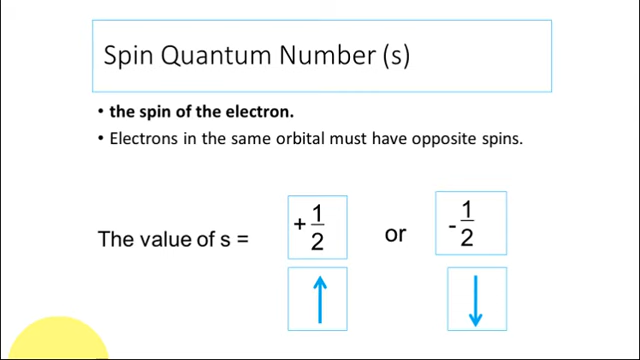 Spin Quantum Number (s)
• the spin of the electron.
• Electrons in the same orbital must have opposite spins.
The value of s = + 1/2 or - 1/2